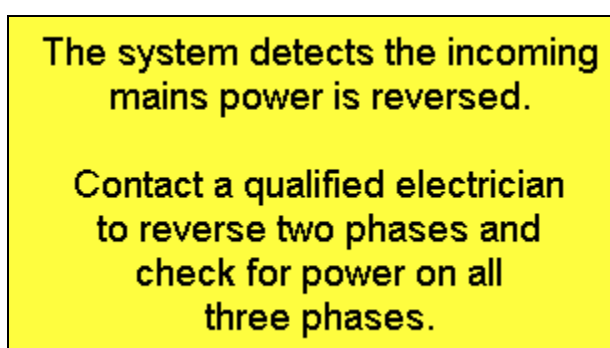 The system detects the incoming
mains power is reversed.
Contact a qualified electrician
to reverse two phases and
check for power on all
three phases.